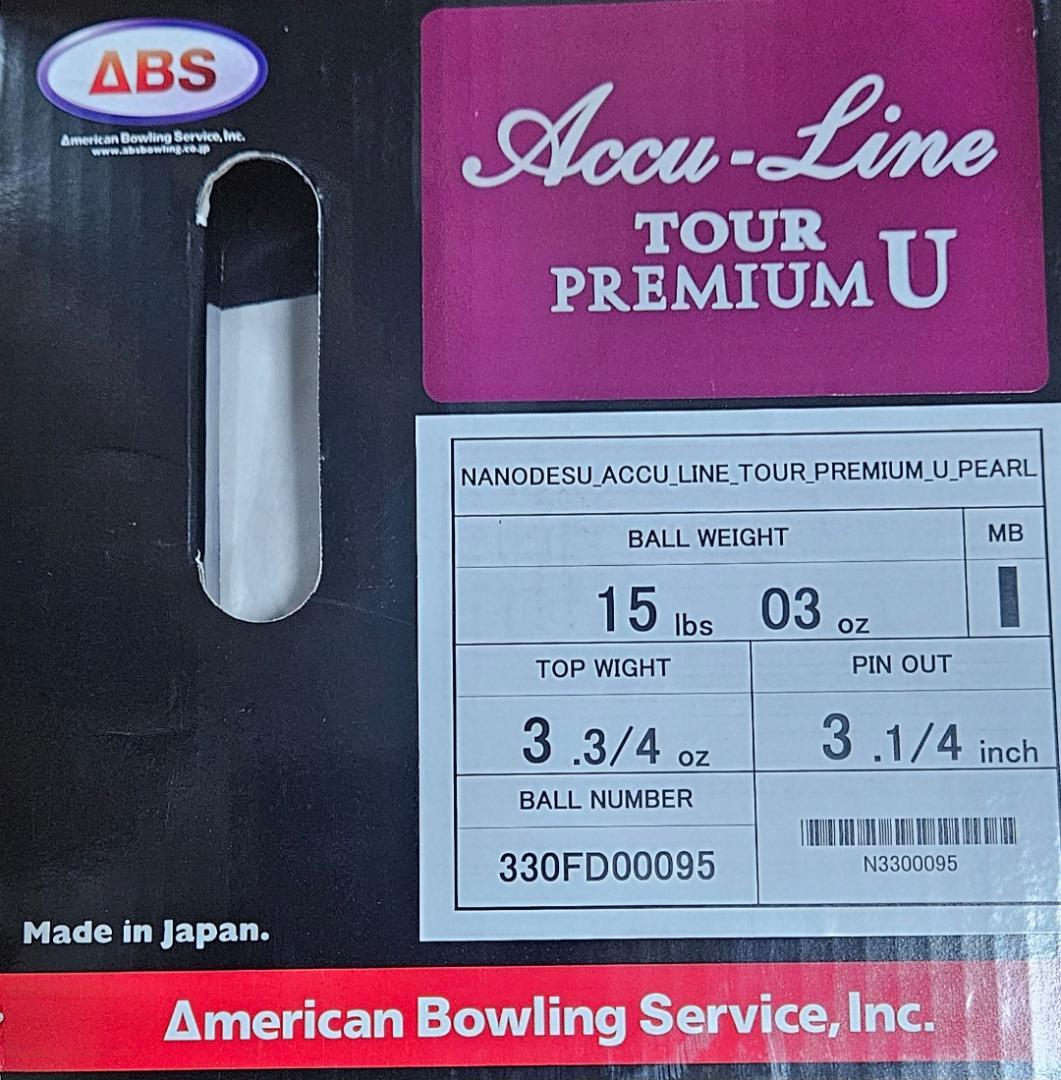 ABS
American Bowling Service, Inc.
www.absbowling.co.jp
Accu-Line
TOUR
PREMIUM U
NANODESU_ACCU_LINE_TOUR_PREMIUM_U_PEARL
BALL WEIGHT
MB
15 lbs 03 oz
I
TOP WIGHT
PIN OUT
3 .3/4 oz
3 .1/4 inch
BALL NUMBER
330FD00095
N3300095
Made in Japan.
American Bowling Service, Inc.